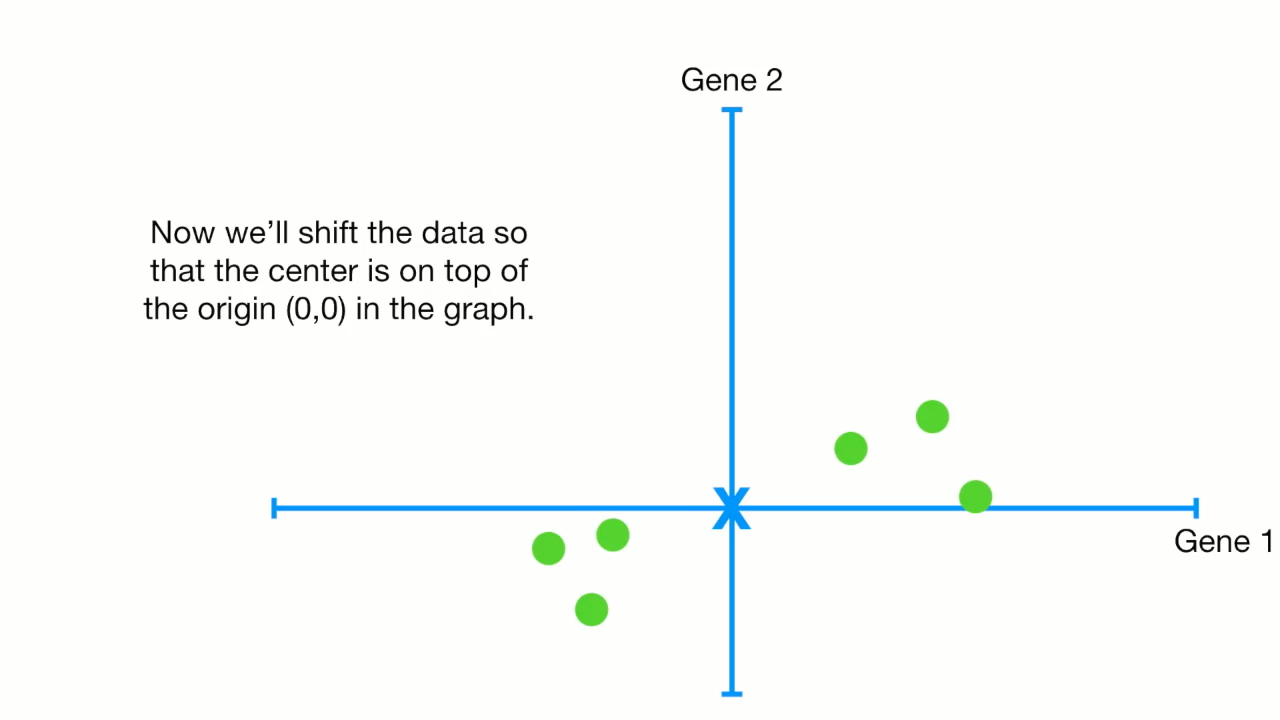 Gene 2
Now we’ll shift the data so
that the center is on top of
the origin (0,0) in the graph.
X
Gene 1